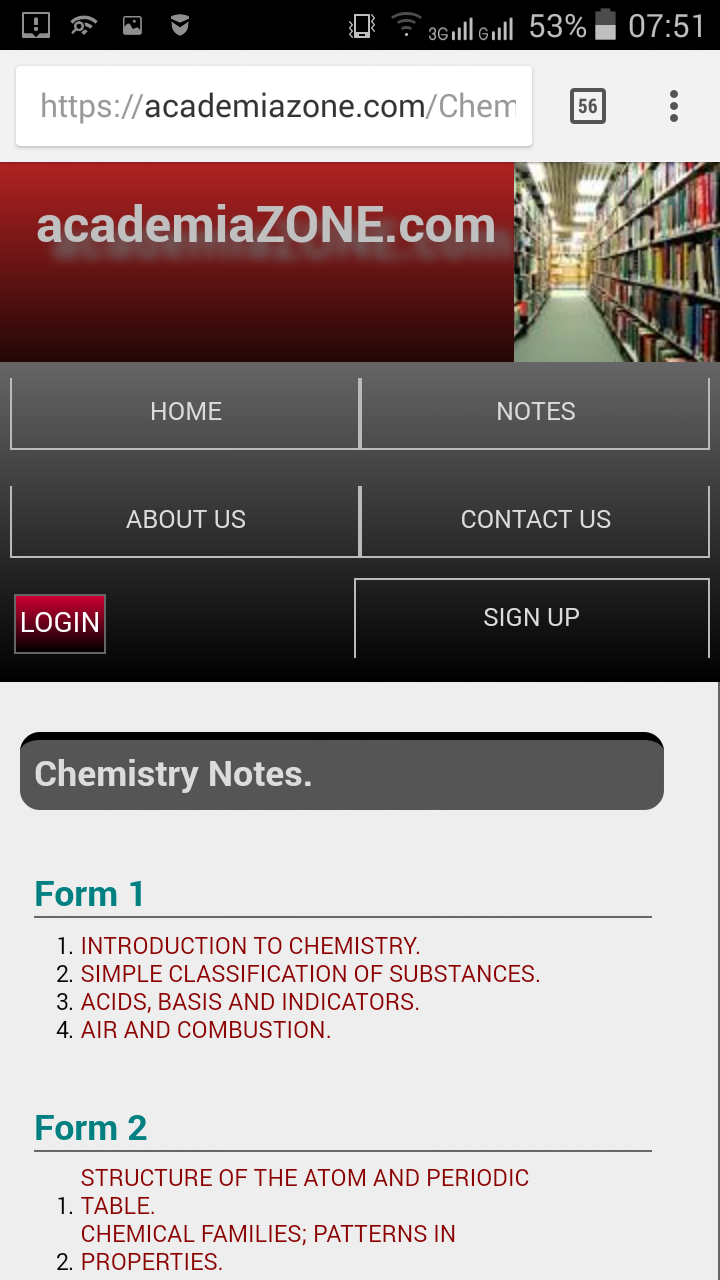 3G G 53% 07:51
https://academiazone.com/Chem
56
academiaZONE.com
HOME NOTES
ABOUT US CONTACT US
LOGIN SIGN UP
Chemistry Notes.
Form 1
1. INTRODUCTION TO CHEMISTRY.
2. SIMPLE CLASSIFICATION OF SUBSTANCES.
3. ACIDS, BASIS AND INDICATORS.
4. AIR AND COMBUSTION.
Form 2
STRUCTURE OF THE ATOM AND PERIODIC
1. TABLE.
CHEMICAL FAMILIES; PATTERNS IN
2. PROPERTIES.